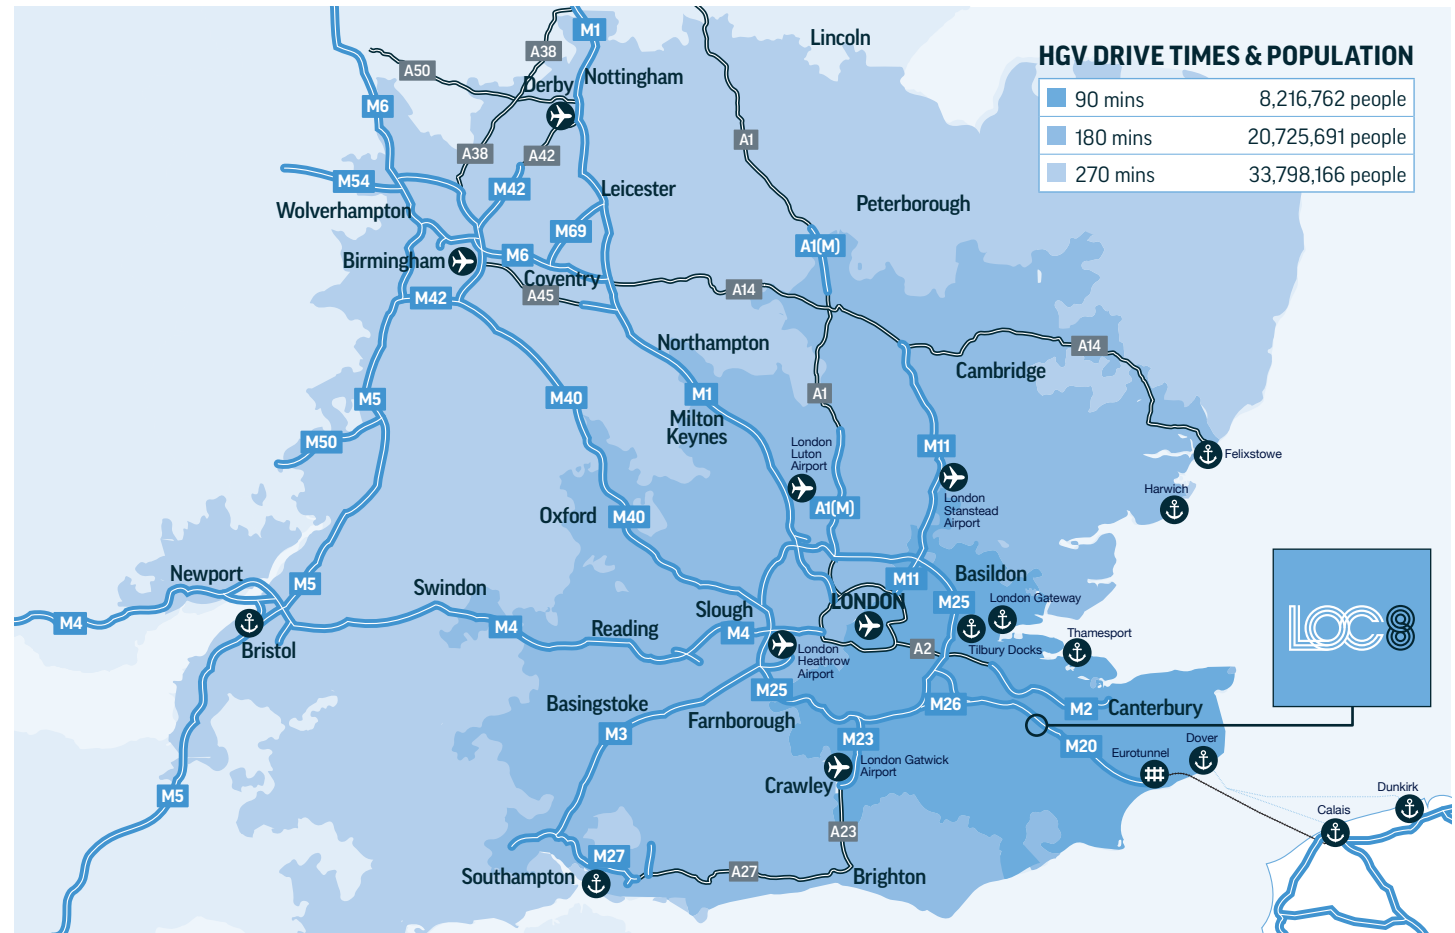 HGV DRIVE TIMES & POPULATION
90 mins 8,216,762 people
180 mins 20,725,691 people
270 mins 33,798,166 people
M1
Lincoln
A38
A50
Derby
Nottingham
M6
A1
A38
A42
M54
M42
Leicester
Wolverhampton
Peterborough
M69
A1(M)
Birmingham
M6
Coventry
M42
A45
A14
Northampton
A14
Cambridge
M5
M40
M1
A1
Milton
Keynes
M50
London
Luton
Airport
M11
Felixstowe
Harwich
London
Stanstead
Airport
Oxford
M40
A1(M)
Newport
M5
Swindon
M11
Basildon
Slough
LONDON
M25
London Gateway
M4
M4
Reading
M4
Thamesport
Bristol
London
Heathrow
Airport
A2
Tilbury Docks
LOC8
M25
M26
M2
Canterbury
Basingstoke
Farnborough
M3
M23
M20
Dover
Eurotunnel
London Gatwick
Airport
Crawley
M5
Dunkirk
Calais
A23
M27
Southampton
A27
Brighton